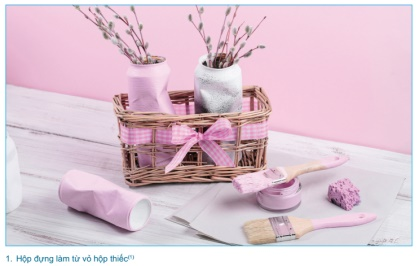 1. Hộp đựng làm từ vỏ hộp thiếc(1)